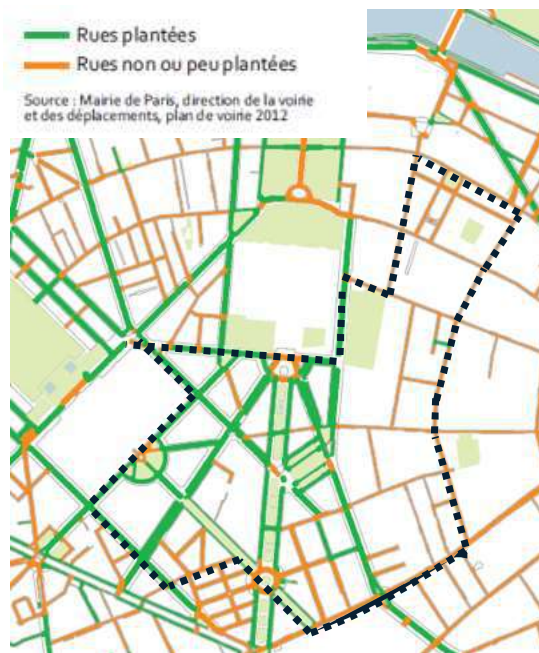 Rues plantées
Rues non ou peu plantées
Source : Mairie de Paris, direction de la voirie
et des déplacements, plan de voirie 2012